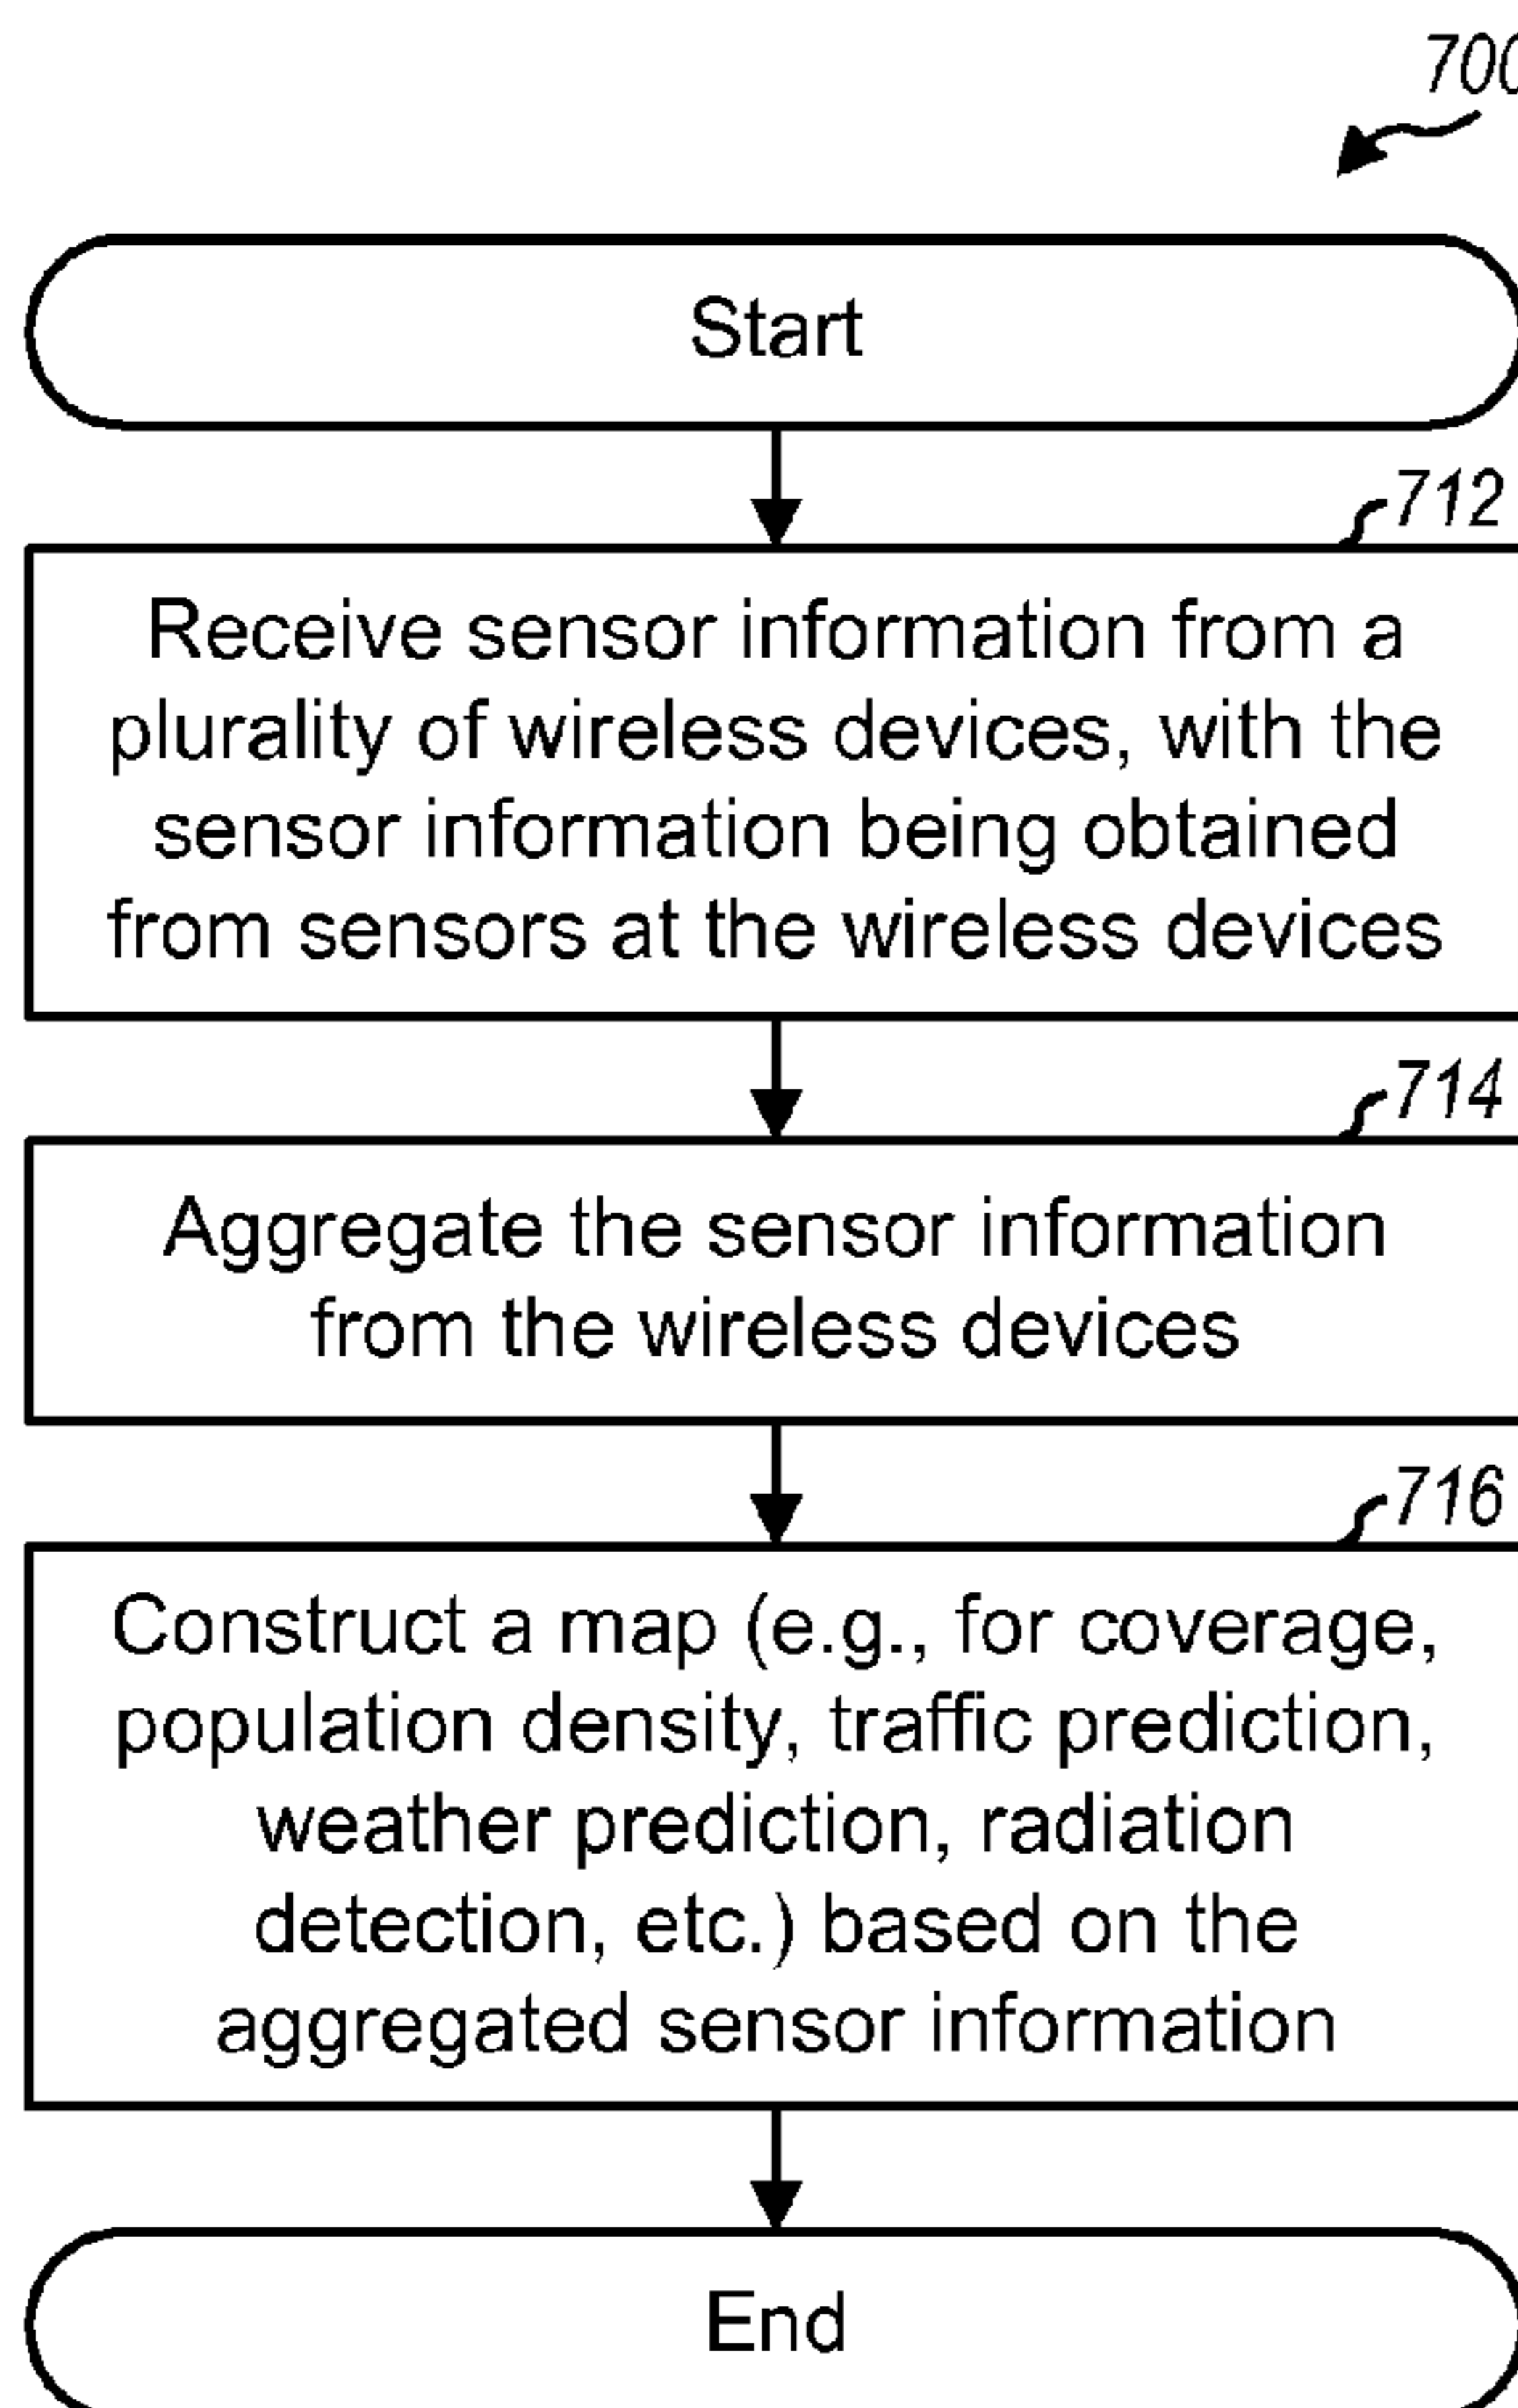 700
Start
712
Receive sensor information from a
plurality of wireless devices, with the
sensor information being obtained
from sensors at the wireless devices
714
Aggregate the sensor information
from the wireless devices
716
Construct a map (e.g., for coverage,
population density, traffic prediction,
weather prediction, radiation
detection, etc.) based on the
aggregated sensor information
End